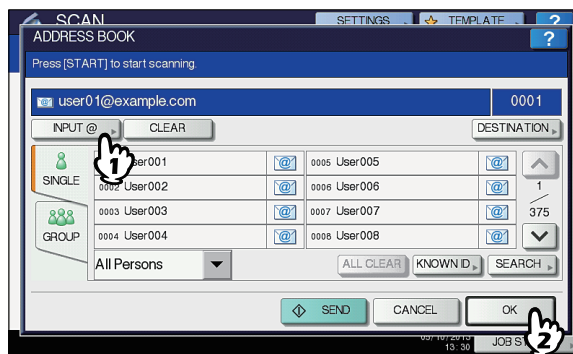 SCAN SETTINGS TEMPLATE ?
ADDRESS BOOK ?
Press [START] to start scanning.
user01@example.com 0001
INPUT @ CLEAR DESTINATION
SINGLE
User001 0005 User005
0002 User002 0006 User006
1
0003 User003 0007 User007
375
GROUP
0004 User004 0008 User008
All Persons ALL CLEAR KNOWN ID SEARCH
SEND CANCEL OK
1
2
13:30 JOB